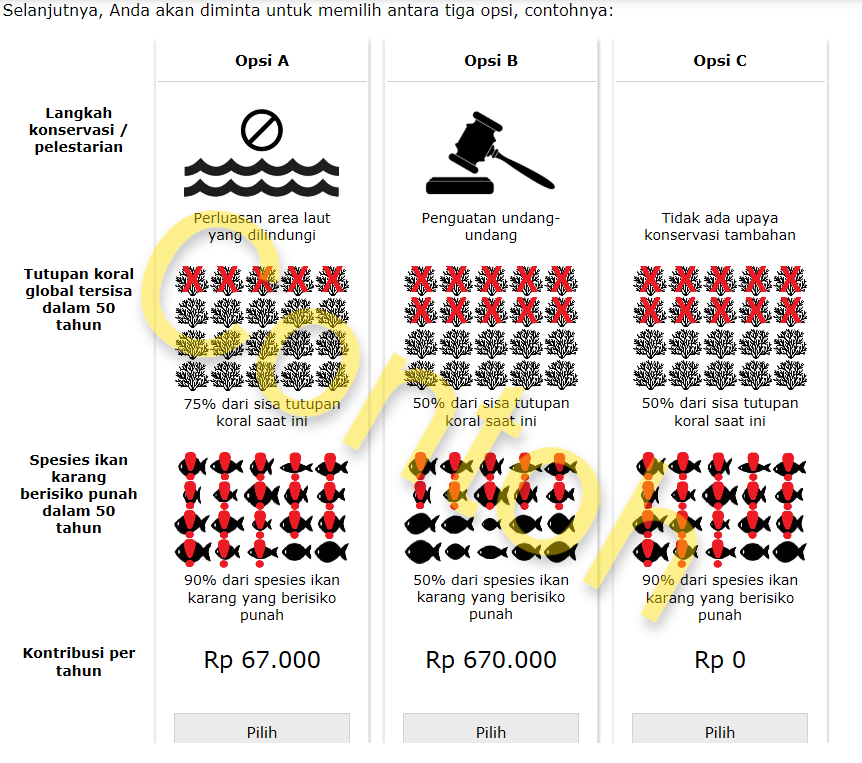 Selanjutnya, Anda akan diminta untuk memilih antara tiga opsi, contohnya:
Opsi A
Opsi B
Opsi C
Langkah
konservasi /
pelestarian
Perluasan area laut
yang dilindungi
Penguatan undang-
undang
Tidak ada upaya
konservasi tambahan
Tutupan koral
global tersisa
dalam 50
tahun
75% dari sisa tutupan
koral saat ini
50% dari sisa tutupan
koral saat ini
50% dari sisa tutupan
koral saat ini
Spesies ikan
karang
berisiko punah
dalam 50
tahun
90% dari spesies ikan
karang yang berisiko
punah
50% dari spesies ikan
karang yang berisiko
punah
90% dari spesies ikan
karang yang berisiko
punah
Kontribusi per
tahun
Rp 67.000
Rp 670.000
Rp 0
Pilih
Pilih
Pilih
Contoh